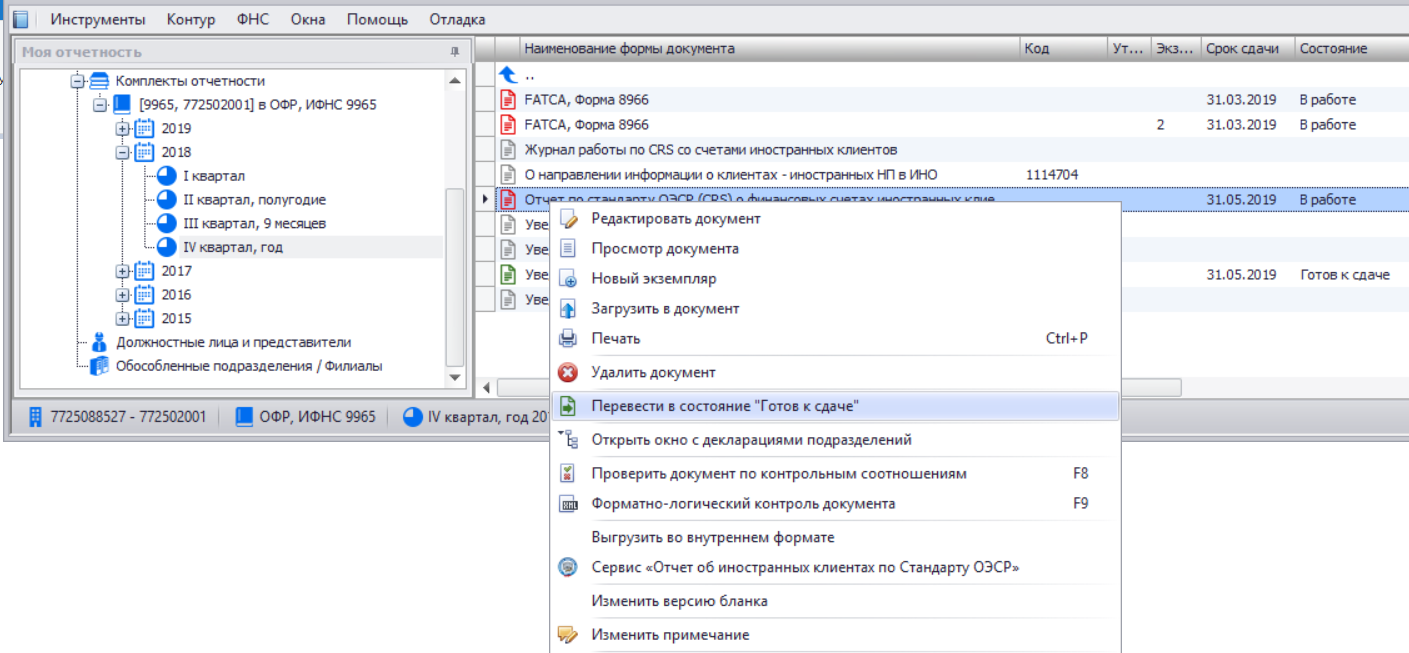 Инструменты Контур ФНС Окна Помощь Отладка
Моя отчетность
Комплекты отчетности
[9965, 772502001] в ОФР, ИФНС 9965
2019
2018
I квартал
II квартал, полугодие
III квартал, 9 месяцев
IV квартал, год
2017
2016
2015
Должностные лица и представители
Обособленные подразделения / Филиалы
Наименование формы документа Код Ут... Экз... Срок сдачи Состояние
..
FATCA, Форма 8966 31.03.2019 В работе
FATCA, Форма 8966 2 31.03.2019 В работе
Журнал работы по CRS со счетами иностранных клиентов
О направлении информации о клиентах - иностранных НП в ИНО 1114704
Отчет по стандарту ОЭСР (CRS) о финансовых счетах иностранных клие... 31.05.2019 В работе
Уве
Уве
Уве 31.05.2019 Готов к сдаче
Уве
Редактировать документ
Просмотр документа
Новый экземпляр
Загрузить в документ
Печать Ctrl+P
Удалить документ
Перевести в состояние "Готов к сдаче"
Открыть окно с декларациями подразделений
Проверить документ по контрольным соотношениям F8
Форматно-логический контроль документа F9
Выгрузить во внутреннем формате
Сервис «Отчет об иностранных клиентах по Стандарту ОЭСР»
Изменить версию бланка
Изменить примечание
7725088527 - 772502001 ОФР, ИФНС 9965 IV квартал, год 20